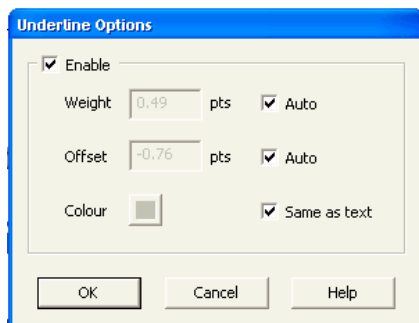 Underline Options
Enable
Weight 0.49 pts Auto
Offset -0.76 pts Auto
Colour Same as text
OK Cancel Help